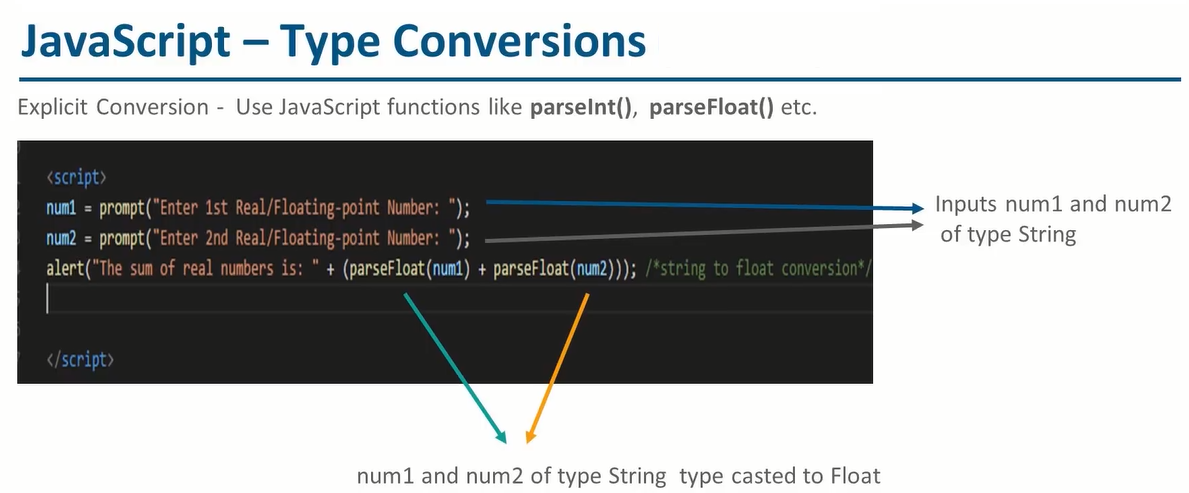 JavaScript – Type Conversions
Explicit Conversion - Use JavaScript functions like parseInt(), parseFloat() etc.
<script>
num1 = prompt("Enter 1st Real/Floating-point Number: ");
num2 = prompt("Enter 2nd Real/Floating-point Number: ");
alert("The sum of real numbers is: " + (parseFloat(num1) + parseFloat(num2))); /*string to float conversion*/
</script>
Inputs num1 and num2
of type String
num1 and num2 of type String type casted to Float